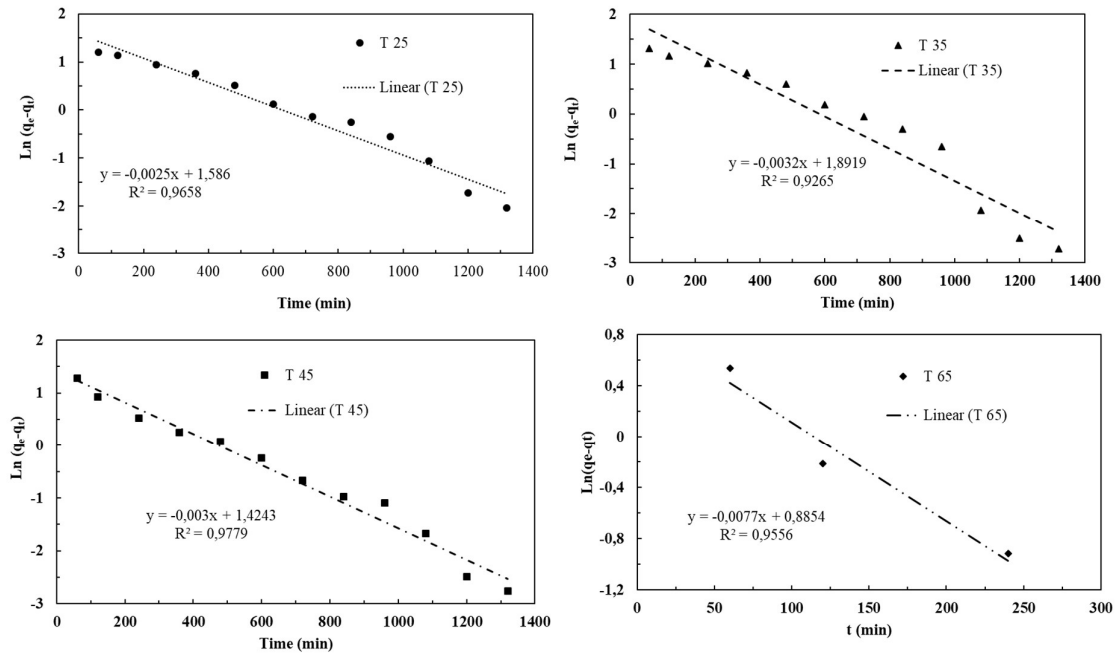 2
1
0
-1
-2
-3
Ln (qe-qt)
T 25
Linear (T 25)
y = -0,0025x + 1,586
R² = 0,9658
0 200 400 600 800 1000 1200 1400
Time (min)
2
1
0
-1
-2
-3
Ln (qe-qt)
T 35
Linear (T 35)
y = -0,0032x + 1,8919
R² = 0,9265
0 200 400 600 800 1000 1200 1400
Time (min)
2
1
0
-1
-2
-3
Ln (qe-qt)
T 45
Linear (T 45)
y = -0,003x + 1,4243
R² = 0,9779
0 200 400 600 800 1000 1200 1400
Time (min)
0,8
0,4
0
-0,4
-0,8
-1,2
Ln(qe-qt)
T 65
Linear (T 65)
y = -0,0077x + 0,8854
R² = 0,9556
0 50 100 150 200 250 300
t (min)